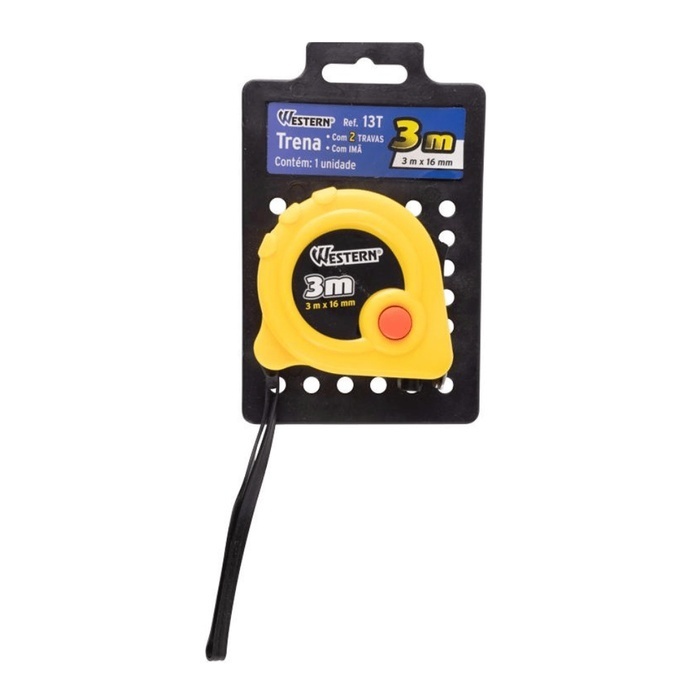 WESTERN® Ref. 13T
Trena • Com 2 TRAVAS
• Com IMÃ
Contém: 1 unidade
3m
3 m x 16 mm
WESTERN®
3m
3 m x 16 mm